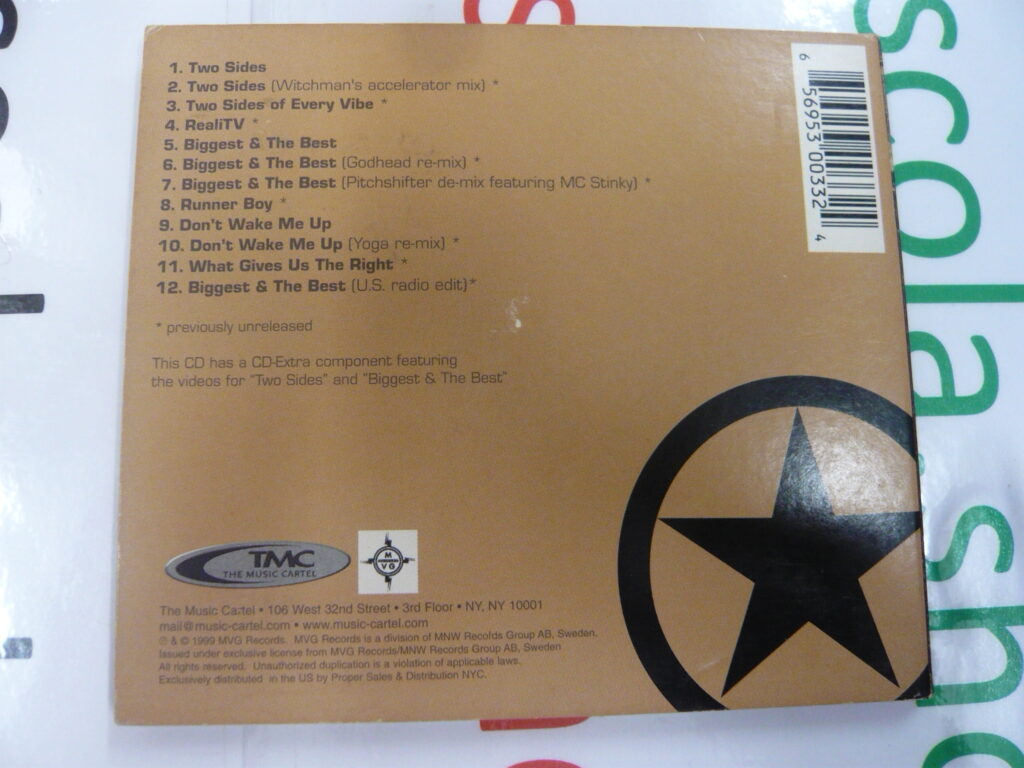 1. Two Sides
2. Two Sides (Witchman's accelerator mix) *
3. Two Sides of Every Vibe *
4. RealiTV *
5. Biggest & The Best
6. Biggest & The Best (Godhead re-mix) *
7. Biggest & The Best (Pitchshifter de-mix featuring MC Stinky) *
8. Runner Boy *
9. Don't Wake Me Up
10. Don't Wake Me Up (Yoga re-mix) *
11. What Gives Us The Right *
12. Biggest & The Best (U.S. radio edit)*
* previously unreleased
This CD has a CD-Extra component featuring
the videos for "Two Sides" and "Biggest & The Best"
6 56953 00332 4
TMC
THE MUSIC CARTEL
M
VG
The Music Cartel • 106 West 32nd Street • 3rd Floor • NY, NY 10001
mail@music-cartel.com • www.music-cartel.com
℗ & © 1999 MVG Records. MVG Records is a division of MNW Records Group AB, Sweden.
Issued under exclusive license from MVG Records/MNW Records Group AB, Sweden
All rights reserved. Unauthorized duplication is a violation of applicable laws.
Exclusively distributed in the US by Proper Sales & Distribution NYC.
scola.sho